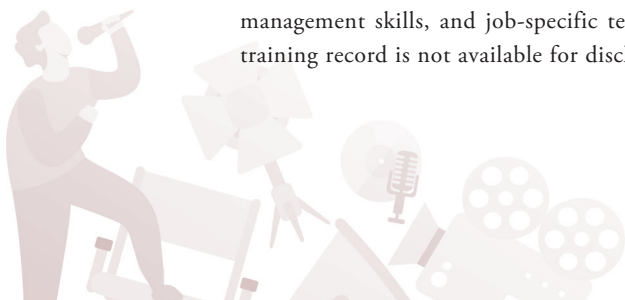 management skills, and job-specific
training record is not available for